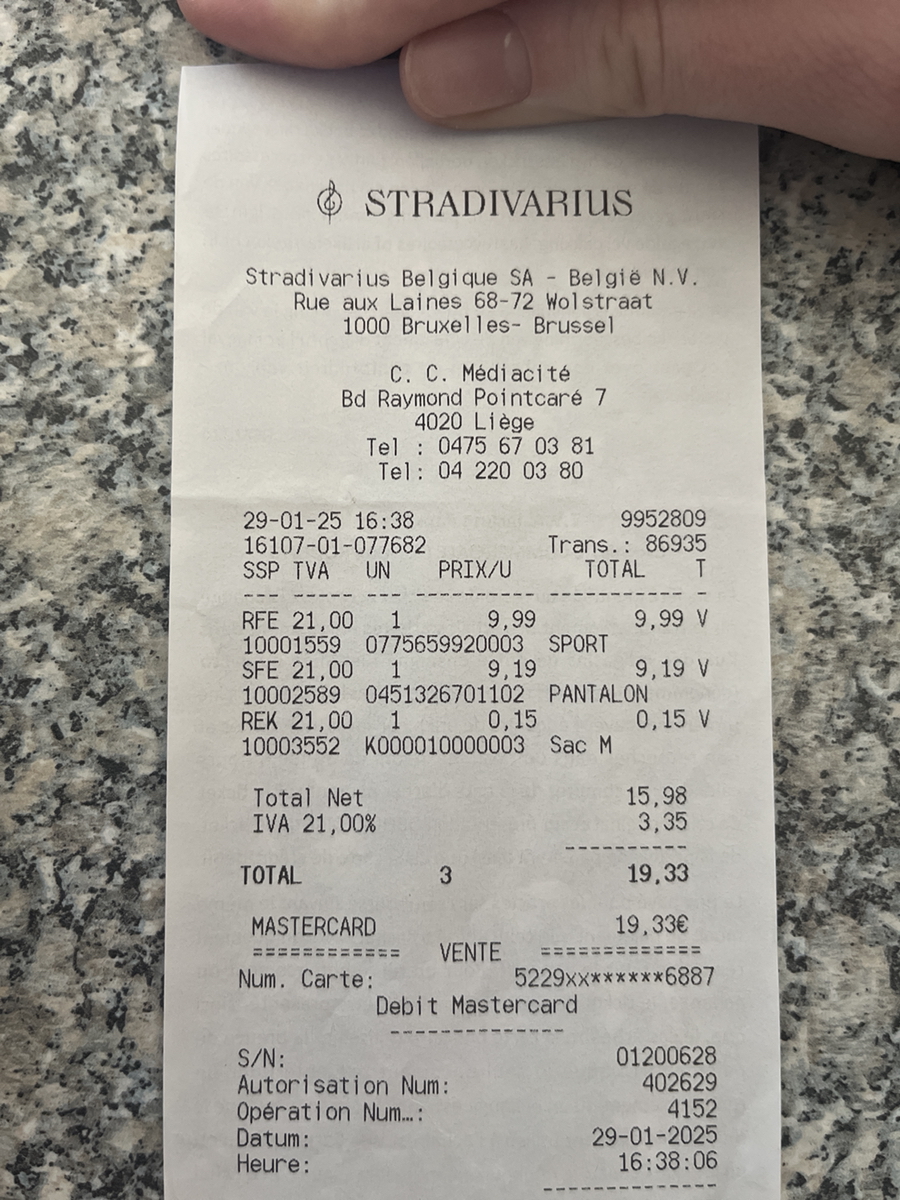 STRADIVARIUS
Stradivarius Belgique SA - België N.V.
Rue aux Laines 68-72 Wolstraat
1000 Bruxelles- Brussel
C. C. Médiacité
Bd Raymond Pointcaré 7
4020 Liège
Tel : 0475 67 03 81
Tel: 04 220 03 80
29-01-25 16:38 9952809
16107-01-077682 Trans.: 86935
SSP TVA UN PRIX/U TOTAL T
--- --- --- ---------- ----------- -
RFE 21,00 1 9,99 9,99 V
10001559 0775659920003 SPORT
SFE 21,00 1 9,19 9,19 V
10002589 0451326701102 PANTALON
REK 21,00 1 0,15 0,15 V
10003552 K000010000003 Sac M
Total Net 15,98
IVA 21,00% 3,35
----------
TOTAL 3 19,33
MASTERCARD 19,33€
============ VENTE =============
Num. Carte: 5229xx******6887
Debit Mastercard
--------------
S/N: 01200628
Autorisation Num: 402629
Opération Num…: 4152
Datum: 29-01-2025
Heure: 16:38:06
--------------